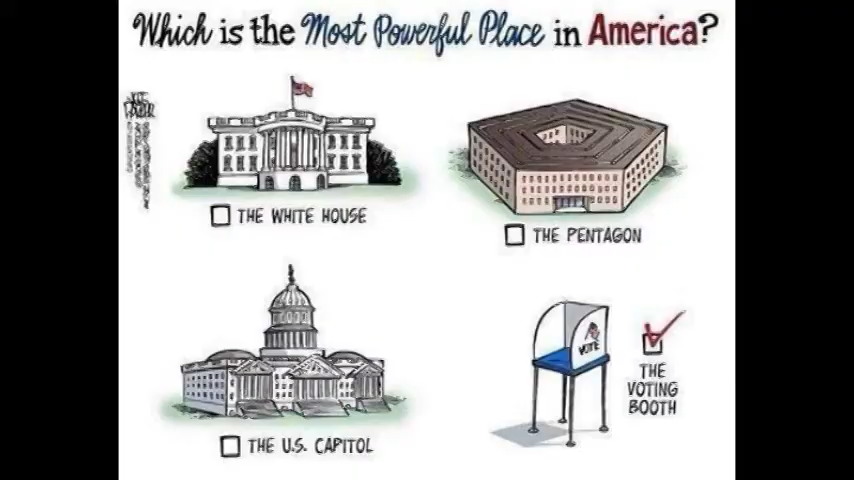 Which is the Most Powerful Place in America?
THE WHITE HOUSE
THE PENTAGON
THE U.S. CAPITOL
VOTE
THE
VOTING
BOOTH